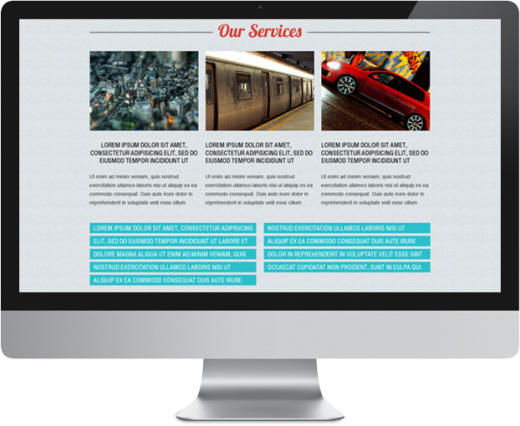 Our Services
LOREM IPSUM DOLOR SIT AMET,
CONSECTETUR ADIPISICING ELIT, SED DO
EIUSMOD TEMPOR INCIDIDUNT UT
Ut enim ad minim veniam, quis nostrud
exercitation ullamco laboris nisi ut aliquip ex ea
commodo consequat. Duis aute irure dolor in
reprehenderit in voluptate velit esse cillum
LOREM IPSUM DOLOR SIT AMET,
CONSECTETUR ADIPISICING ELIT, SED DO
EIUSMOD TEMPOR INCIDIDUNT UT
Ut enim ad minim veniam, quis nostrud
exercitation ullamco laboris nisi ut aliquip ex ea
commodo consequat. Duis aute irure dolor in
reprehenderit in voluptate velit esse cillum
LOREM IPSUM DOLOR SIT AMET,
CONSECTETUR ADIPISICING ELIT, SED DO
EIUSMOD TEMPOR INCIDIDUNT UT
Ut enim ad minim veniam, quis nostrud
exercitation ullamco laboris nisi ut aliquip ex ea
commodo consequat. Duis aute irure dolor in
reprehenderit in voluptate velit esse cillum
LOREM IPSUM DOLOR SIT AMET, CONSECTETUR ADIPISICING
ELIT, SED DO EIUSMOD TEMPOR INCIDIDUNT UT LABORE ET
DOLORE MAGNA ALIQUA UT ENIM AD MINIM VENIAM, QUIS
NOSTRUD EXERCITATION ULLAMCO LABORIS NISI UT
ALIQUIP EX EA COMMODO CONSEQUAT DUIS AUTE IRURE
NOSTRUD EXERCITATION ULLAMCO LABORIS NISI UT
ALIQUIP EX EA COMMODO CONSEQUAT DUIS AUTE IRURE
DOLOR IN REPREHENDERIT IN VOLUPTATE VELIT ESSE SINT
OCCAECAT CUPIDATAT NON PROIDENT, SUNT IN CULPA QUI